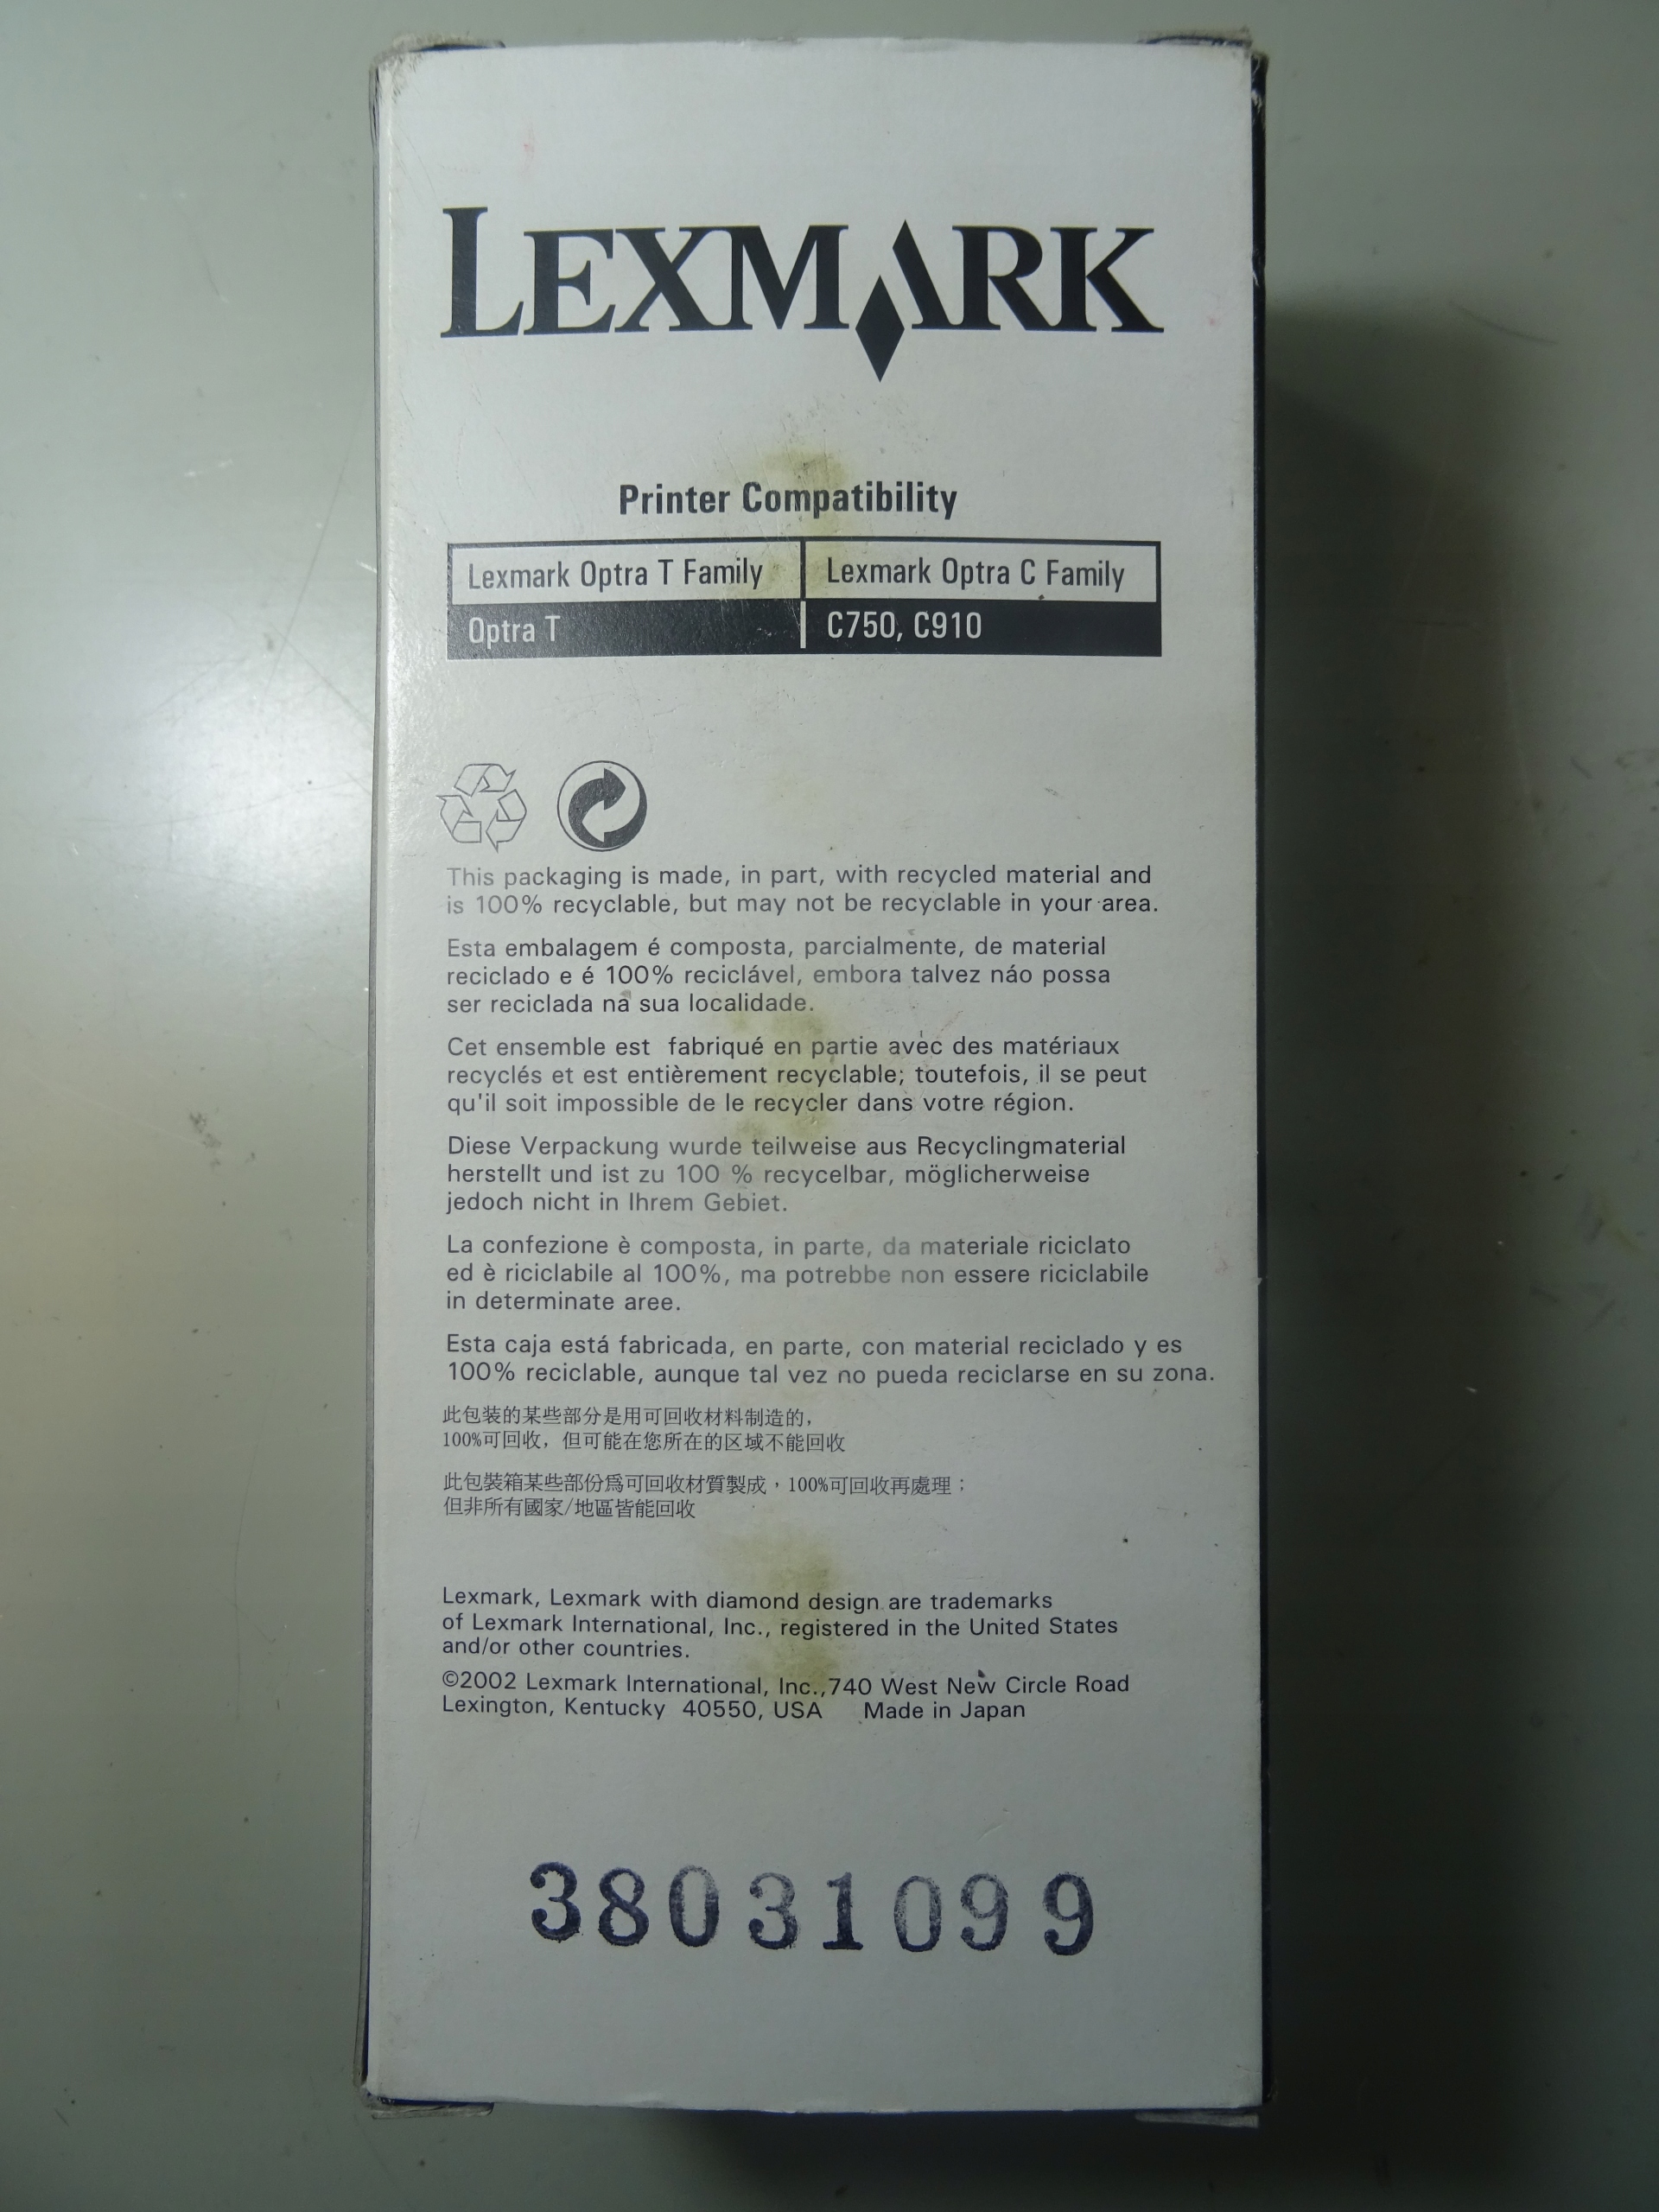 LEXMARK
Printer Compatibility
Lexmark Optra T Family Lexmark Optra C Family
Optra T C750, C910
This packaging is made, in part, with recycled material and
is 100% recyclable, but may not be recyclable in your area.
Esta embalagem é composta, parcialmente, de material
reciclado e é 100% reciclável, embora talvez náo possa
ser reciclada na sua localidade.
Cet ensemble est fabriqué en partie avec des matériaux
recyclés et est entièrement recyclable; toutefois, il se peut
qu'il soit impossible de le recycler dans votre région.
Diese Verpackung wurde teilweise aus Recyclingmaterial
herstellt und ist zu 100 % recycelbar, möglicherweise
jedoch nicht in Ihrem Gebiet.
La confezione è composta, in parte, da materiale riciclato
ed è riciclabile al 100%, ma potrebbe non essere riciclabile
in determinate aree.
Esta caja está fabricada, en parte, con material reciclado y es
100% reciclable, aunque tal vez no pueda reciclarse en su zona.
此包装的某些部分是用可回收材料制造的,
100%可回收, 但可能在您所在的区域不能回收
此包裝箱某些部份爲可回收材質製成，100%可回收再處理；
但非所有國家/地區皆能回收
Lexmark, Lexmark with diamond design are trademarks
of Lexmark International, Inc., registered in the United States
and/or other countries.
©2002 Lexmark International, Inc.,740 West New Circle Road
Lexington, Kentucky 40550, USA Made in Japan
38031099